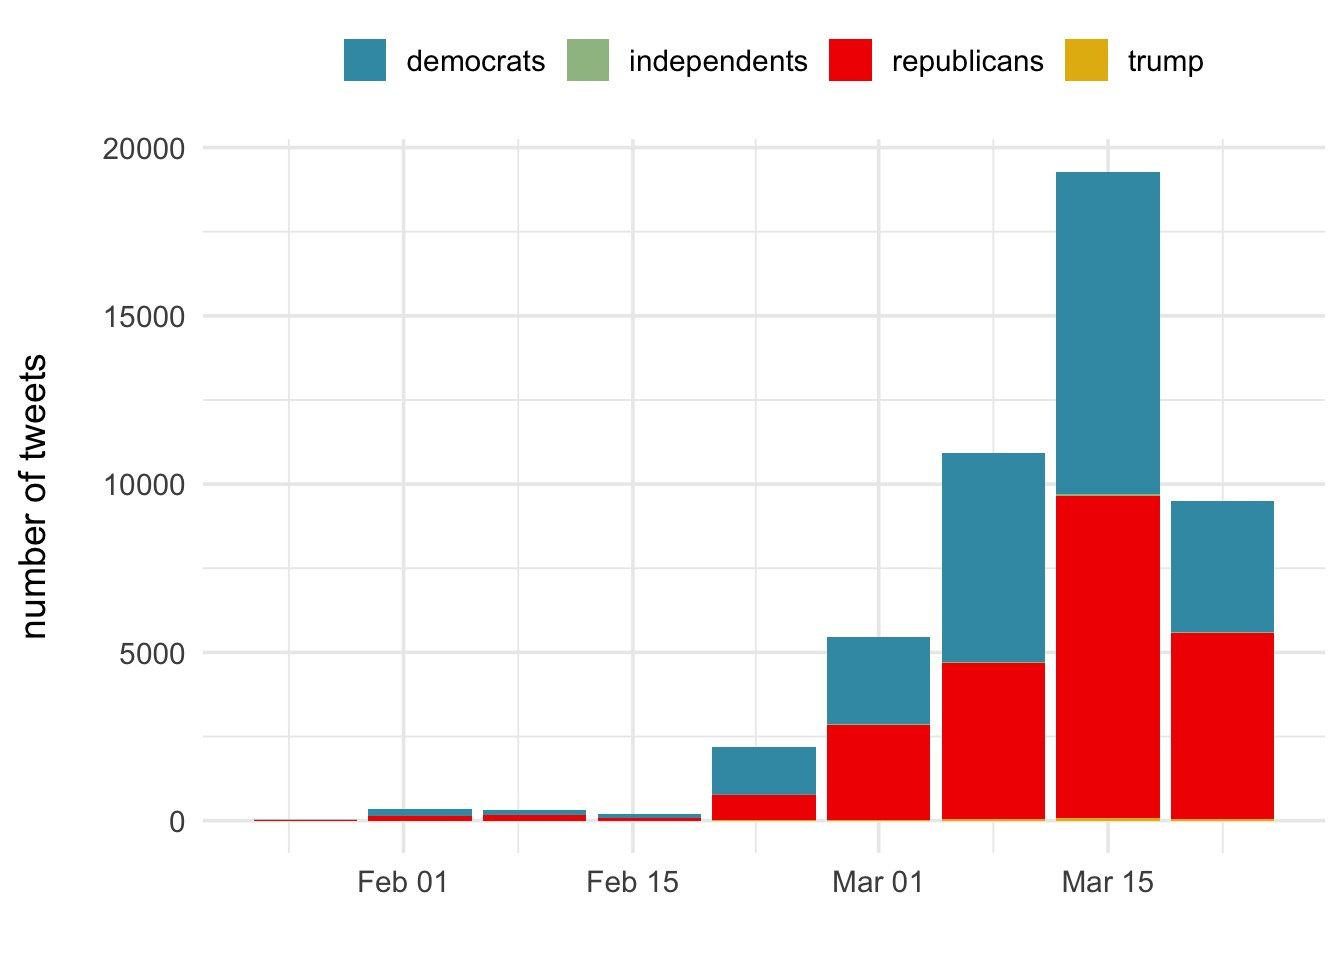 democrats independents republicans trump
20000
15000
10000
5000
0
number of tweets
Feb 01 Feb 15 Mar 01 Mar 15